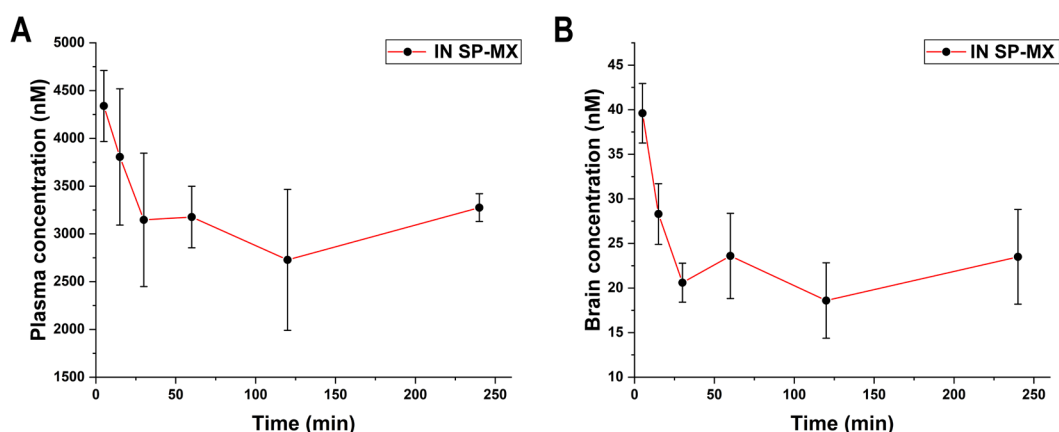 A
IN SP-MX
5000
4500
4000
3500
3000
2500
2000
1500
Plasma concentration (nM)
0 50 100 150 200 250
Time (min)
B
IN SP-MX
45
40
35
30
25
20
15
10
Brain concentration (nM)
0 50 100 150 200 250
Time (min)